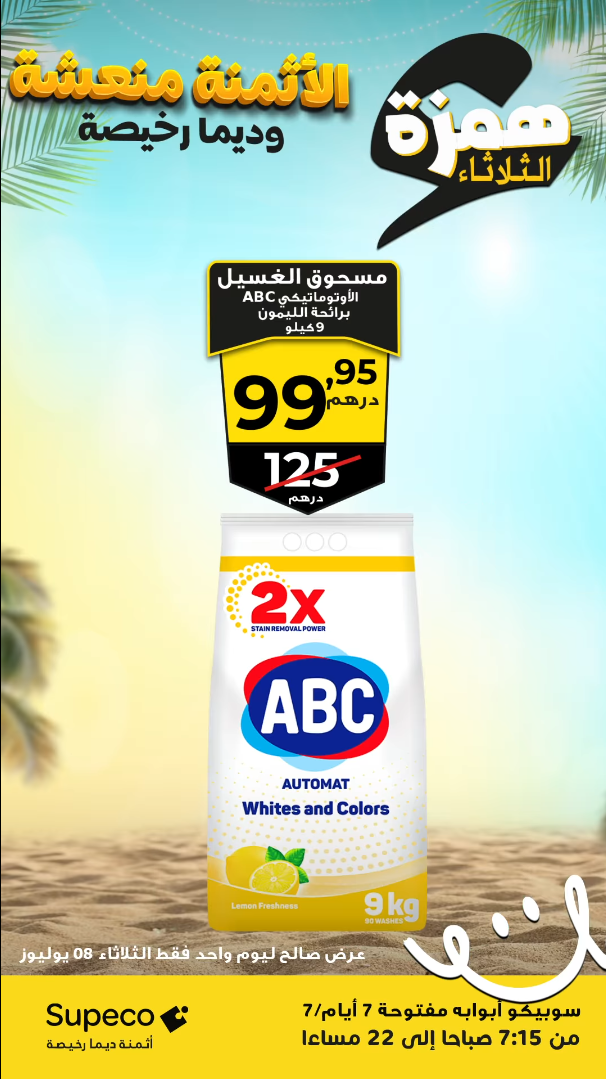 الأثمنة منعشة
وديما رخيصة
همزة
الثلاثاء
مسحوق الغسيل
الأوتوماتيكي ABC
برائحة الليمون
9 كيلو
99,95
درهم
125
درهم
2x
STAIN REMOVAL POWER
ABC
AUTOMAT
Whites and Colors
Lemon Freshness
9 kg
90 WASHES
عرض صالح ليوم واحد فقط الثلاثاء 08 يوليوز
سوبيكو أبوابه مفتوحة 7 أيام/7
من 7:15 صباحا إلى 22 مساءا
Supeco
أثمنة ديما رخيصة